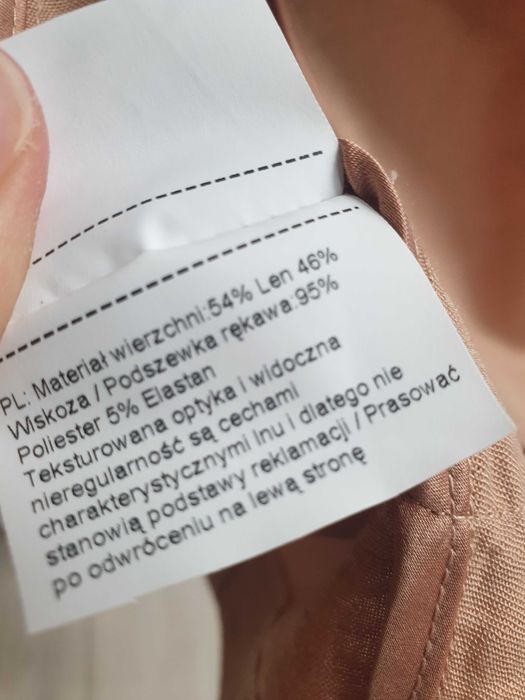 PL: Materiał wierzchni:54% Len 46%
Wiskoza / Podszewka rękawa:95%
Poliester 5% Elastan
Teksturowana optyka i widoczna
nieregularność są cechami
charakterystycznymi lnu i dlatego nie
stanowią podstawy reklamacji / Prasować
po odwróceniu na lewą stronę